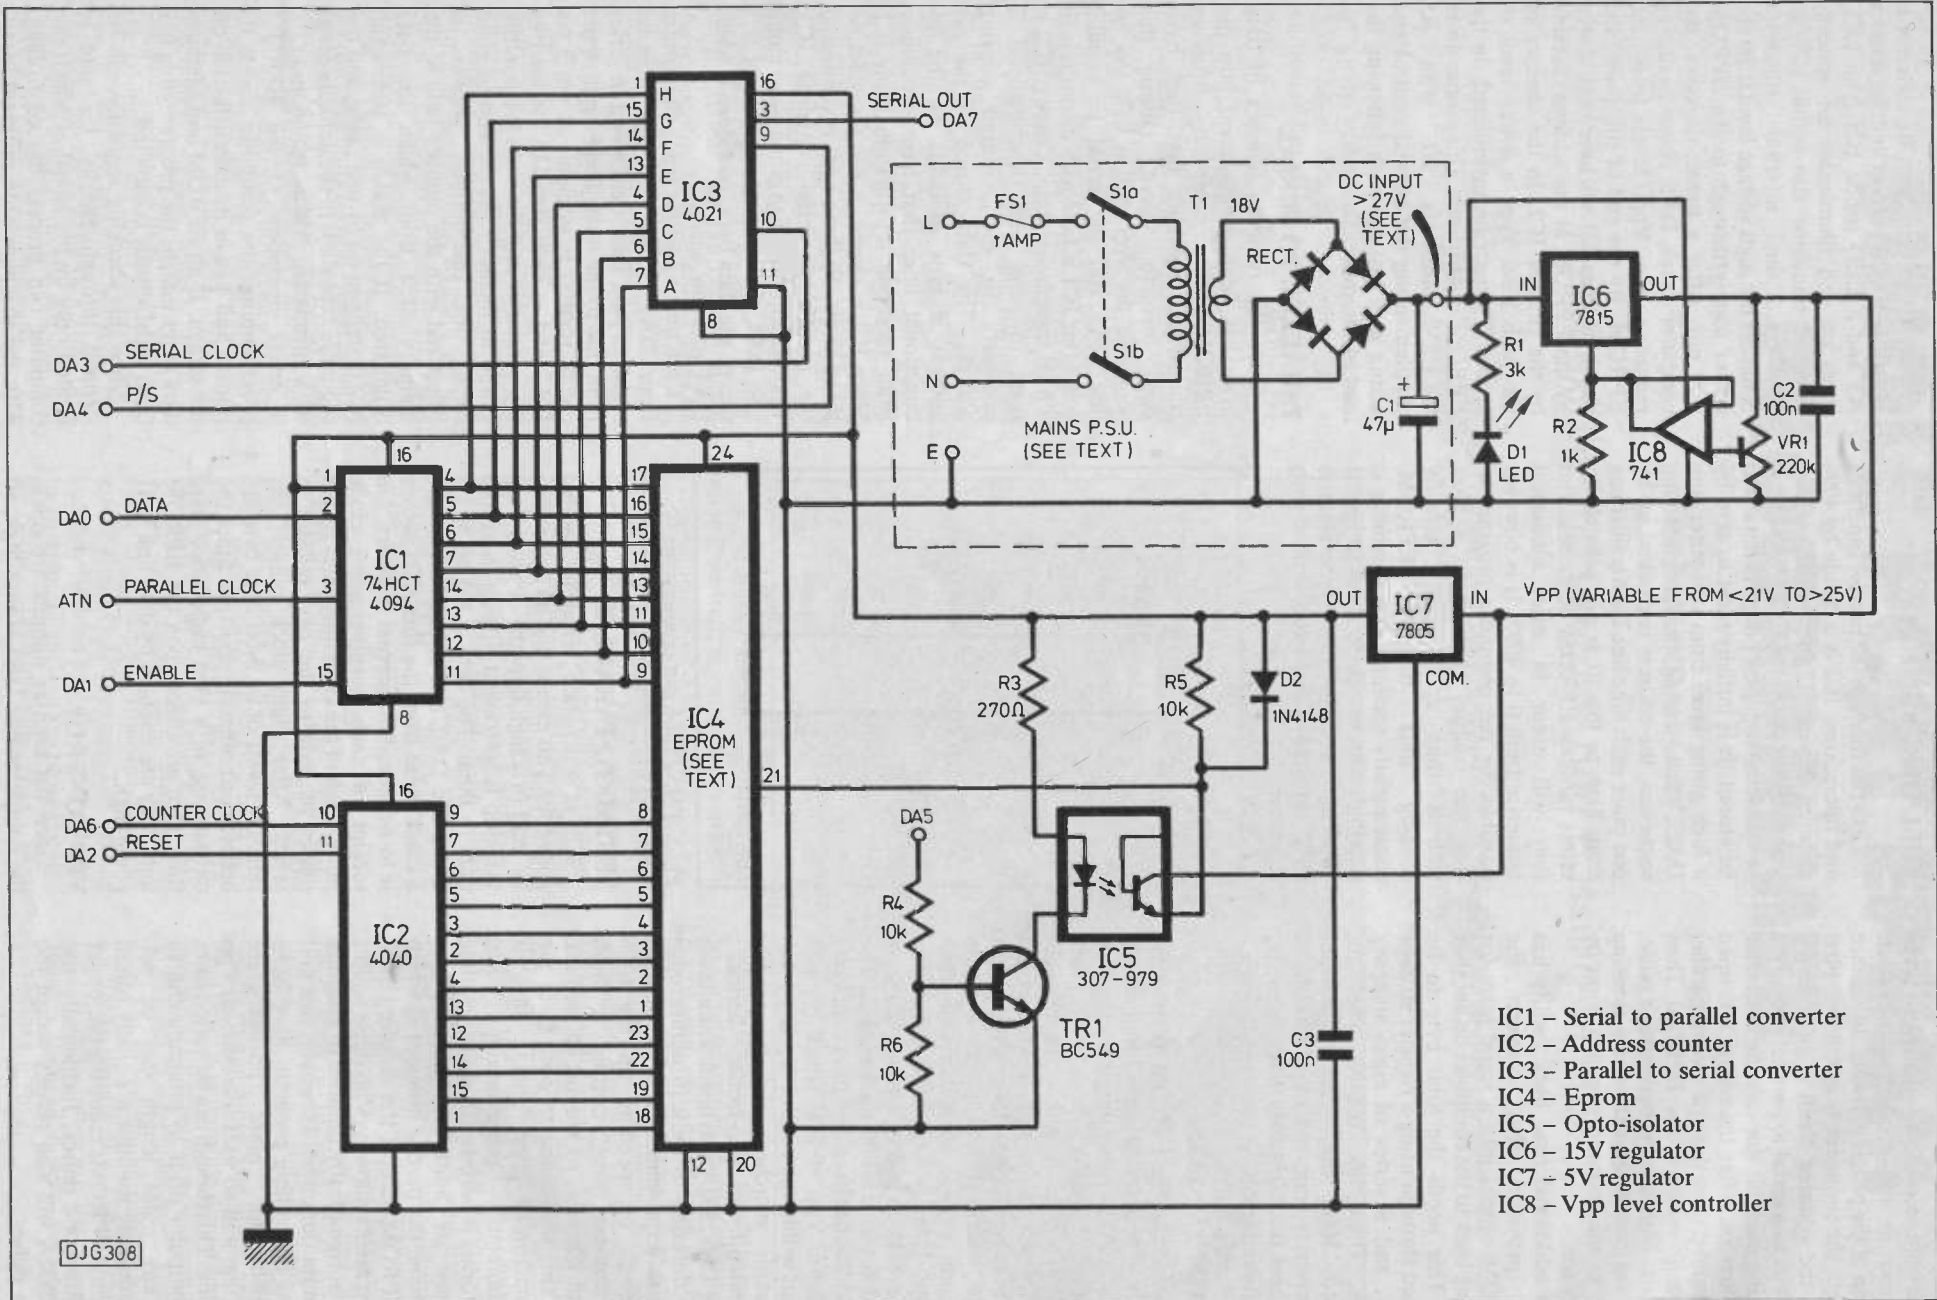 1
15
14
13
4
5
6
7
H
G
F
E
D
C
B
A
IC3
4021
16
3
9
10
11
8
SERIAL OUT
DA7
DA3
SERIAL CLOCK
DA4
P/S
L
FS1
1AMP
S1a
T1
18V
RECT.
DC INPUT
>27V
(SEE
TEXT)
N
S1b
E
MAINS P.S.U.
(SEE TEXT)
+
C1
47µ
IN
IC6
7815
OUT
R1
3k
D1
LED
R2
1k
IC8
741
C2
100n
VR1
220k
DA0
DATA
ATN
PARALLEL CLOCK
DA1
ENABLE
1
2
3
15
16
IC1
74HCT
4094
4
5
6
7
14
13
12
11
8
24
17
16
15
14
13
11
10
9
IC4
EPROM
(SEE
TEXT)
21
8
7
6
5
4
3
2
1
23
22
19
18
12
20
DA6
COUNTER CLOCK
DA2
RESET
10
11
16
IC2
4040
9
7
6
5
3
2
4
13
12
14
15
1
OUT
IC7
7805
IN
COM.
VPP (VARIABLE FROM <21V TO >25V)
R3
270Ω
R5
10k
D2
1N4148
DA5
R4
10k
R6
10k
IC5
307-979
TR1
BC549
C3
100n
IC1 – Serial to parallel converter
IC2 – Address counter
IC3 – Parallel to serial converter
IC4 – Eprom
IC5 – Opto-isolator
IC6 – 15V regulator
IC7 – 5V regulator
IC8 – Vpp level controller
DJG308